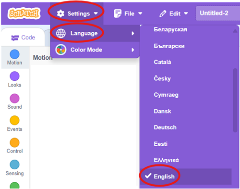 SCRATCH Settings File Edit Untitled-2
Code
Language
Color Mode
Motion
Motion
Looks
Sound
Events
Control
Sensing
Беларуская
Български
Català
Česky
Cymraeg
Dansk
Deutsch
Eesti
Ελληνικά
English